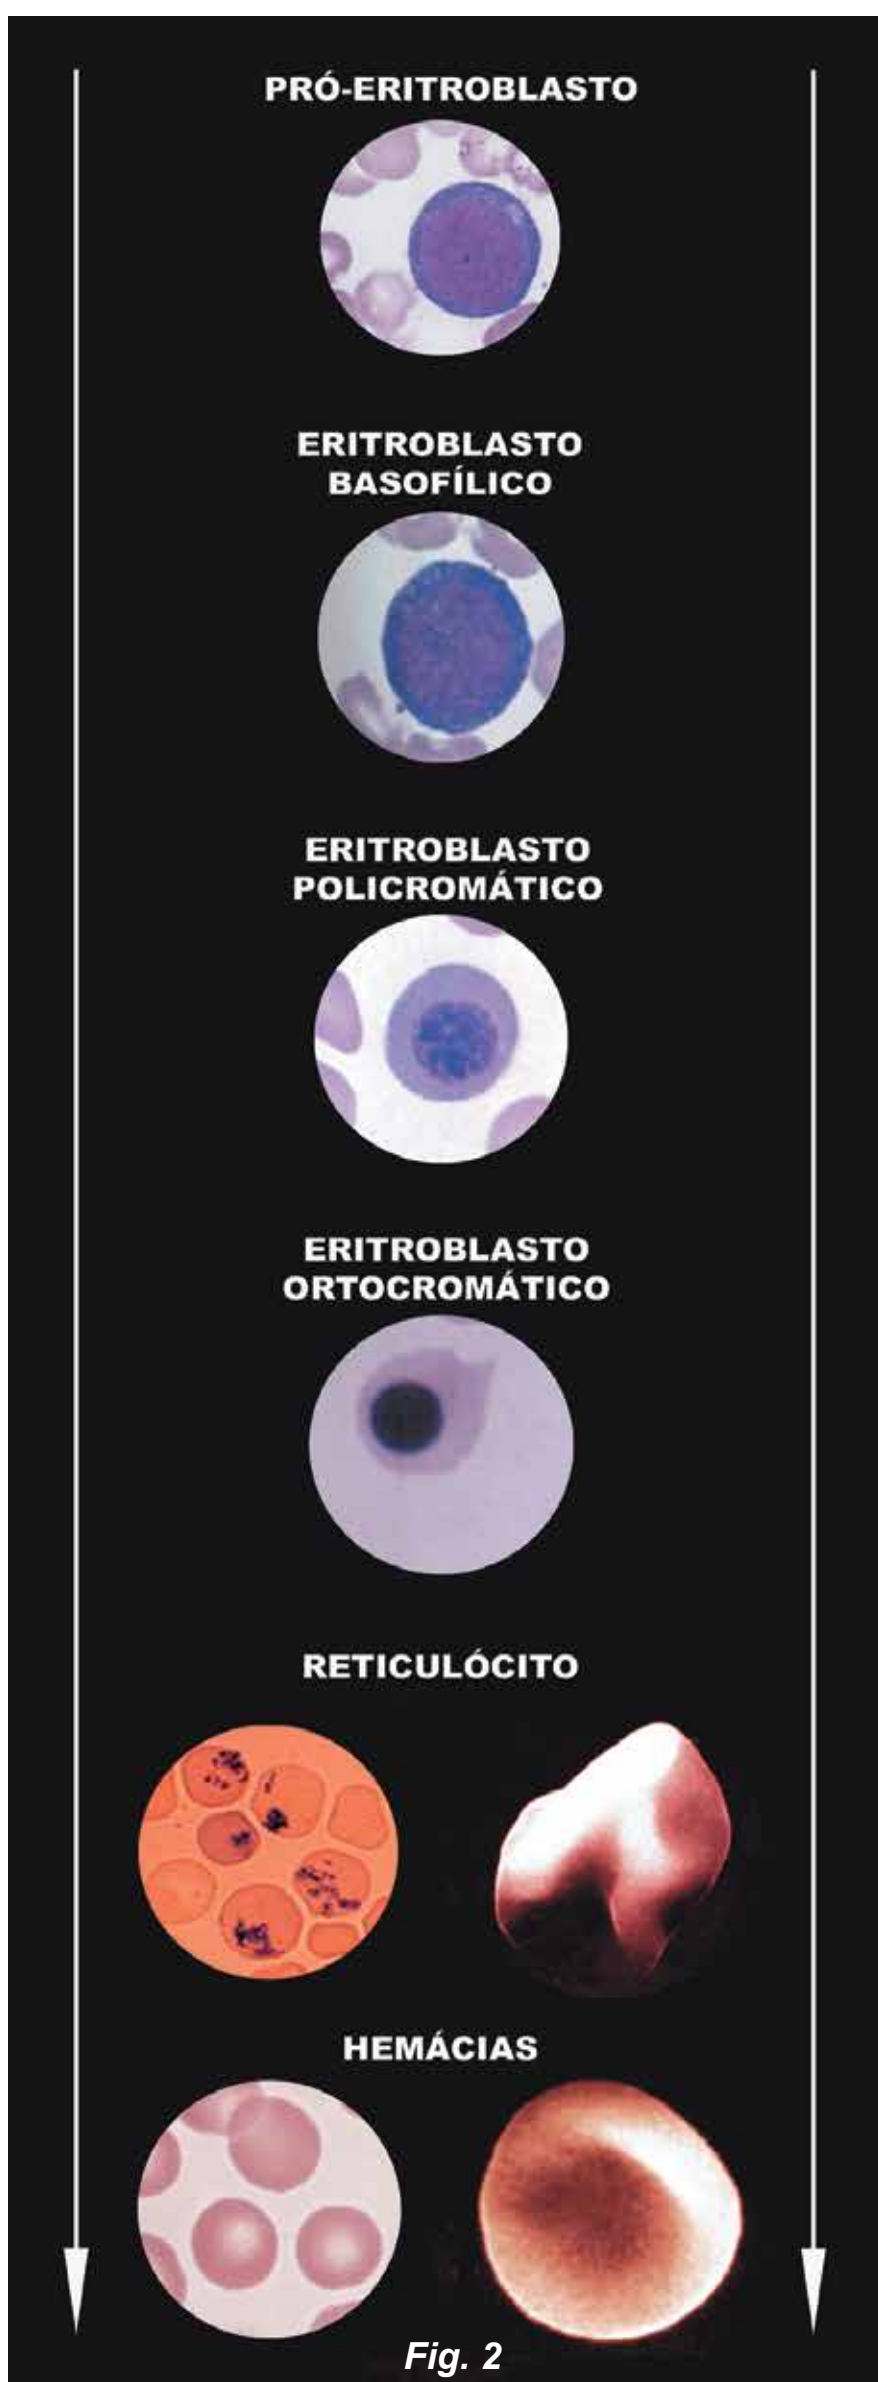 PRÓ-ERITROBLASTO
ERITROBLASTO
BASOFÍLICO
ERITROBLASTO
POLICROMÁTICO
ERITROBLASTO
ORTOCROMÁTICO
RETICULÓCITO
HEMÁCIAS
Fig. 2